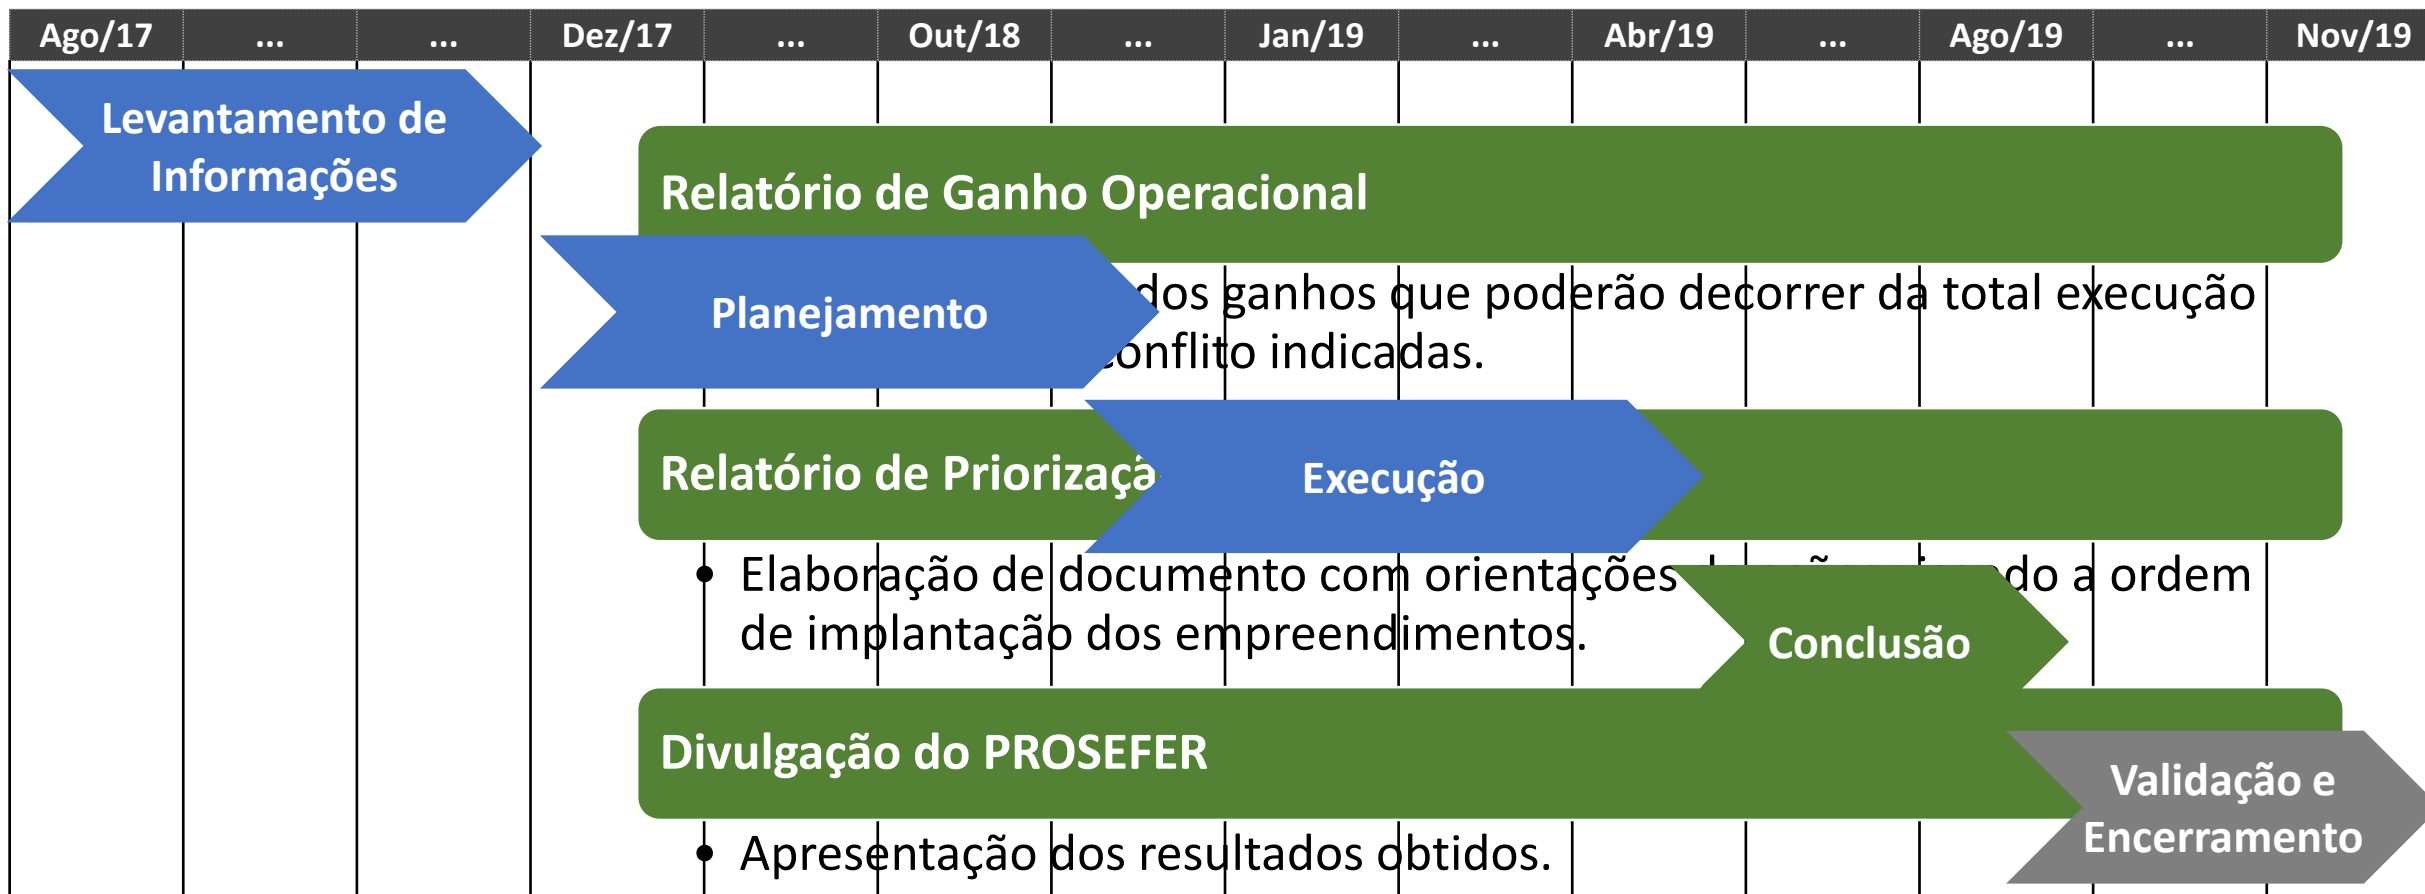 Ago/17 ... ... Dez/17 ... Out/18 ... Jan/19 ... Abr/19 ... Ago/19 ... Nov/19
Levantamento de
Informações
Relatório de Ganho Operacional
Planejamento
dos ganhos que poderão decorrer da total execução
conflito indicadas.
Relatório de Priorizaçã
Execução
• Elaboração de documento com orientações do a ordem
de implantação dos empreendimentos.
Conclusão
Divulgação do PROSEFER
Validação e
Encerramento
• Apresentação dos resultados obtidos.